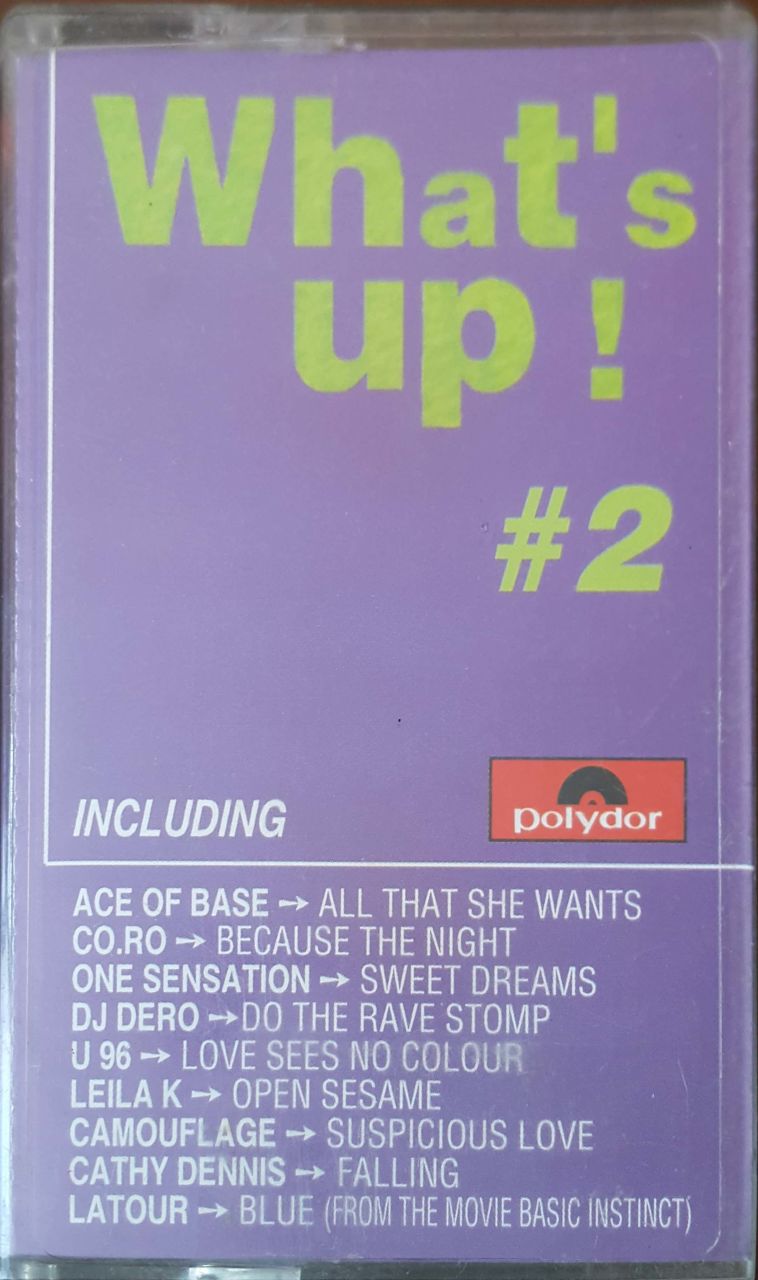 What's
up!
#2
INCLUDING
polydor
ACE OF BASE → ALL THAT SHE WANTS
CO.RO → BECAUSE THE NIGHT
ONE SENSATION → SWEET DREAMS
DJ DERO → DO THE RAVE STOMP
U 96 → LOVE SEES NO COLOUR
LEILA K → OPEN SESAME
CAMOUFLAGE → SUSPICIOUS LOVE
CATHY DENNIS → FALLING
LATOUR → BLUE (FROM THE MOVIE BASIC INSTINCT)